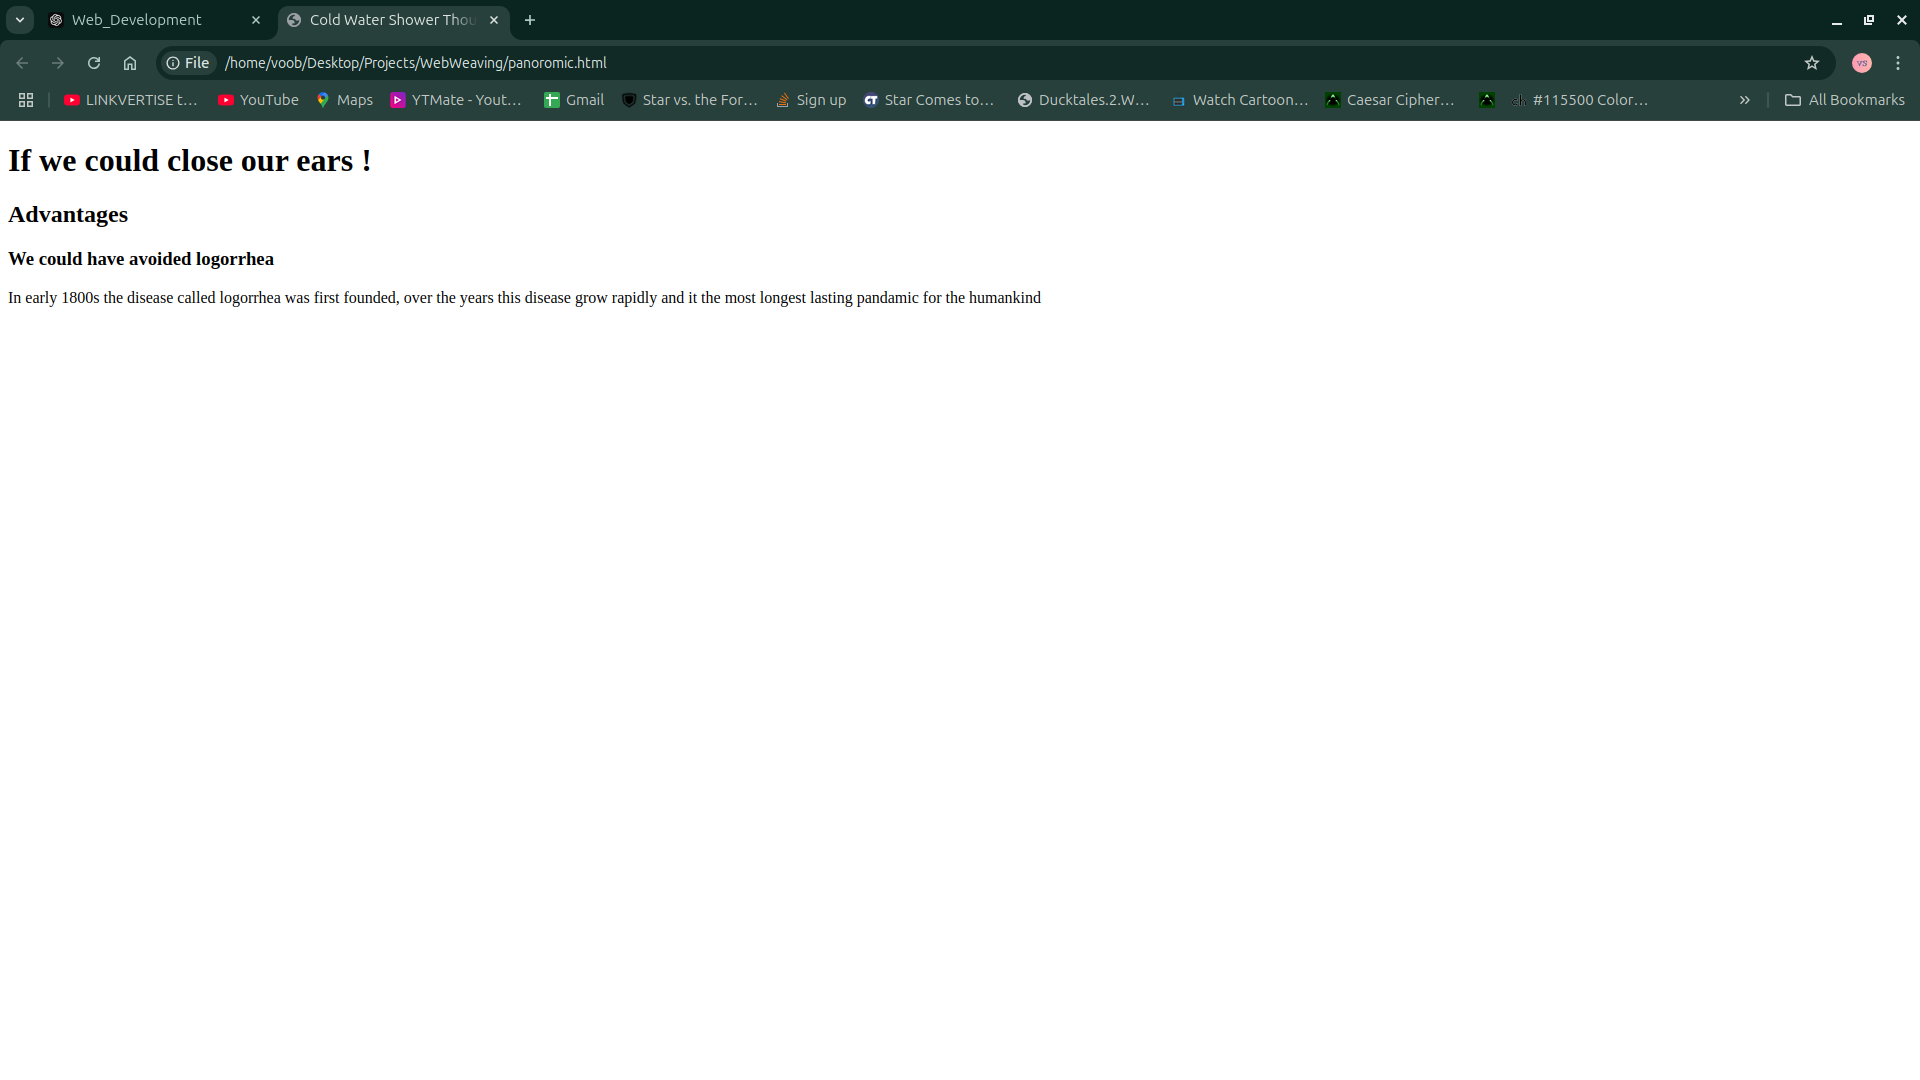 Web_Development
Cold Water Shower Thou
File /home/voob/Desktop/Projects/WebWeaving/panoromic.html
VS
LINKVERTISE t... YouTube Maps YTMate - Yout... Gmail Star vs. the For... Sign up CT Star Comes to... Ducktales.2.W... Watch Cartoon... Caesar Cipher... ch #115500 Color... » All Bookmarks
If we could close our ears !
Advantages
We could have avoided logorrhea
In early 1800s the disease called logorrhea was first founded, over the years this disease grow rapidly and it the most longest lasting pandamic for the humankind